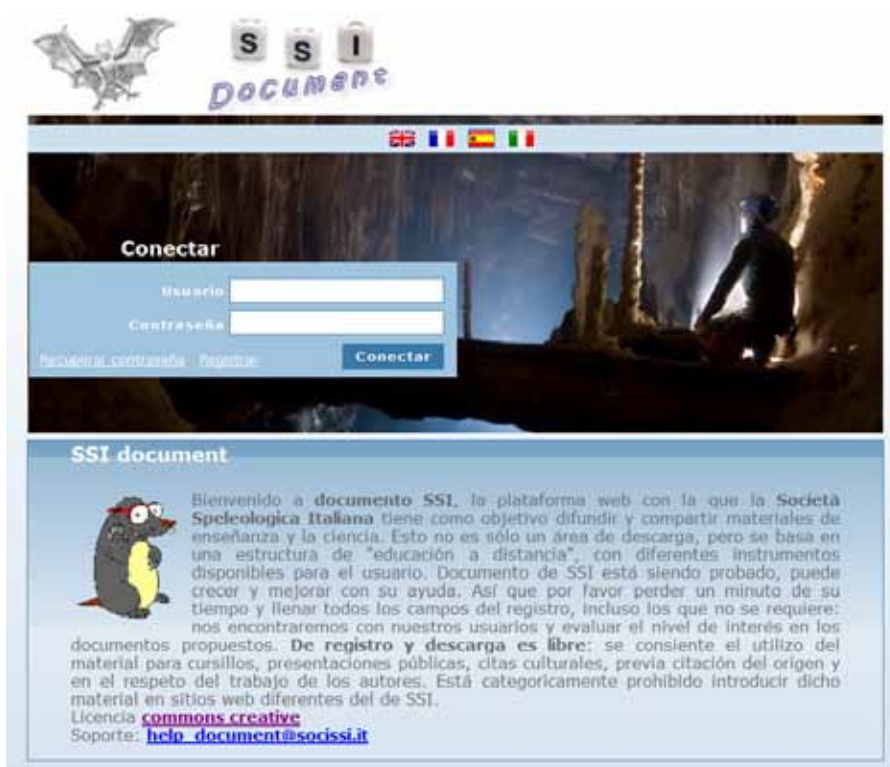 S S I
Document
Conectar
Usuario
Contraseña
Recuperar contraseña Registrar Conectar
SSI document
Bienvenido a documento SSI, la plataforma web con la que la Società
Speleologica Italiana tiene como objetivo difundir y compartir materiales de
enseñanza y la ciencia. Esto no es sólo un área de descarga, pero se basa en
una estructura de "educación a distancia", con diferentes instrumentos
disponibles para el usuario. Documento de SSI está siendo probado, puede
crecer y mejorar con su ayuda. Así que por favor perder un minuto de su
tiempo y llenar todos los campos del registro, incluso los que no se requiere:
nos encontraremos con nuestros usuarios y evaluar el nivel de interés en los
documentos propuestos. De registro y descarga es libre: se consiente el utilizo del
material para cursillos, presentaciones públicas, citas culturales, previa citación del origen y
en el respeto del trabajo de los autores. Está categoricamente prohibido introducir dicho
material en sitios web diferentes del de SSI.
Licencia commons creative
Soporte: help_document@socissi.it